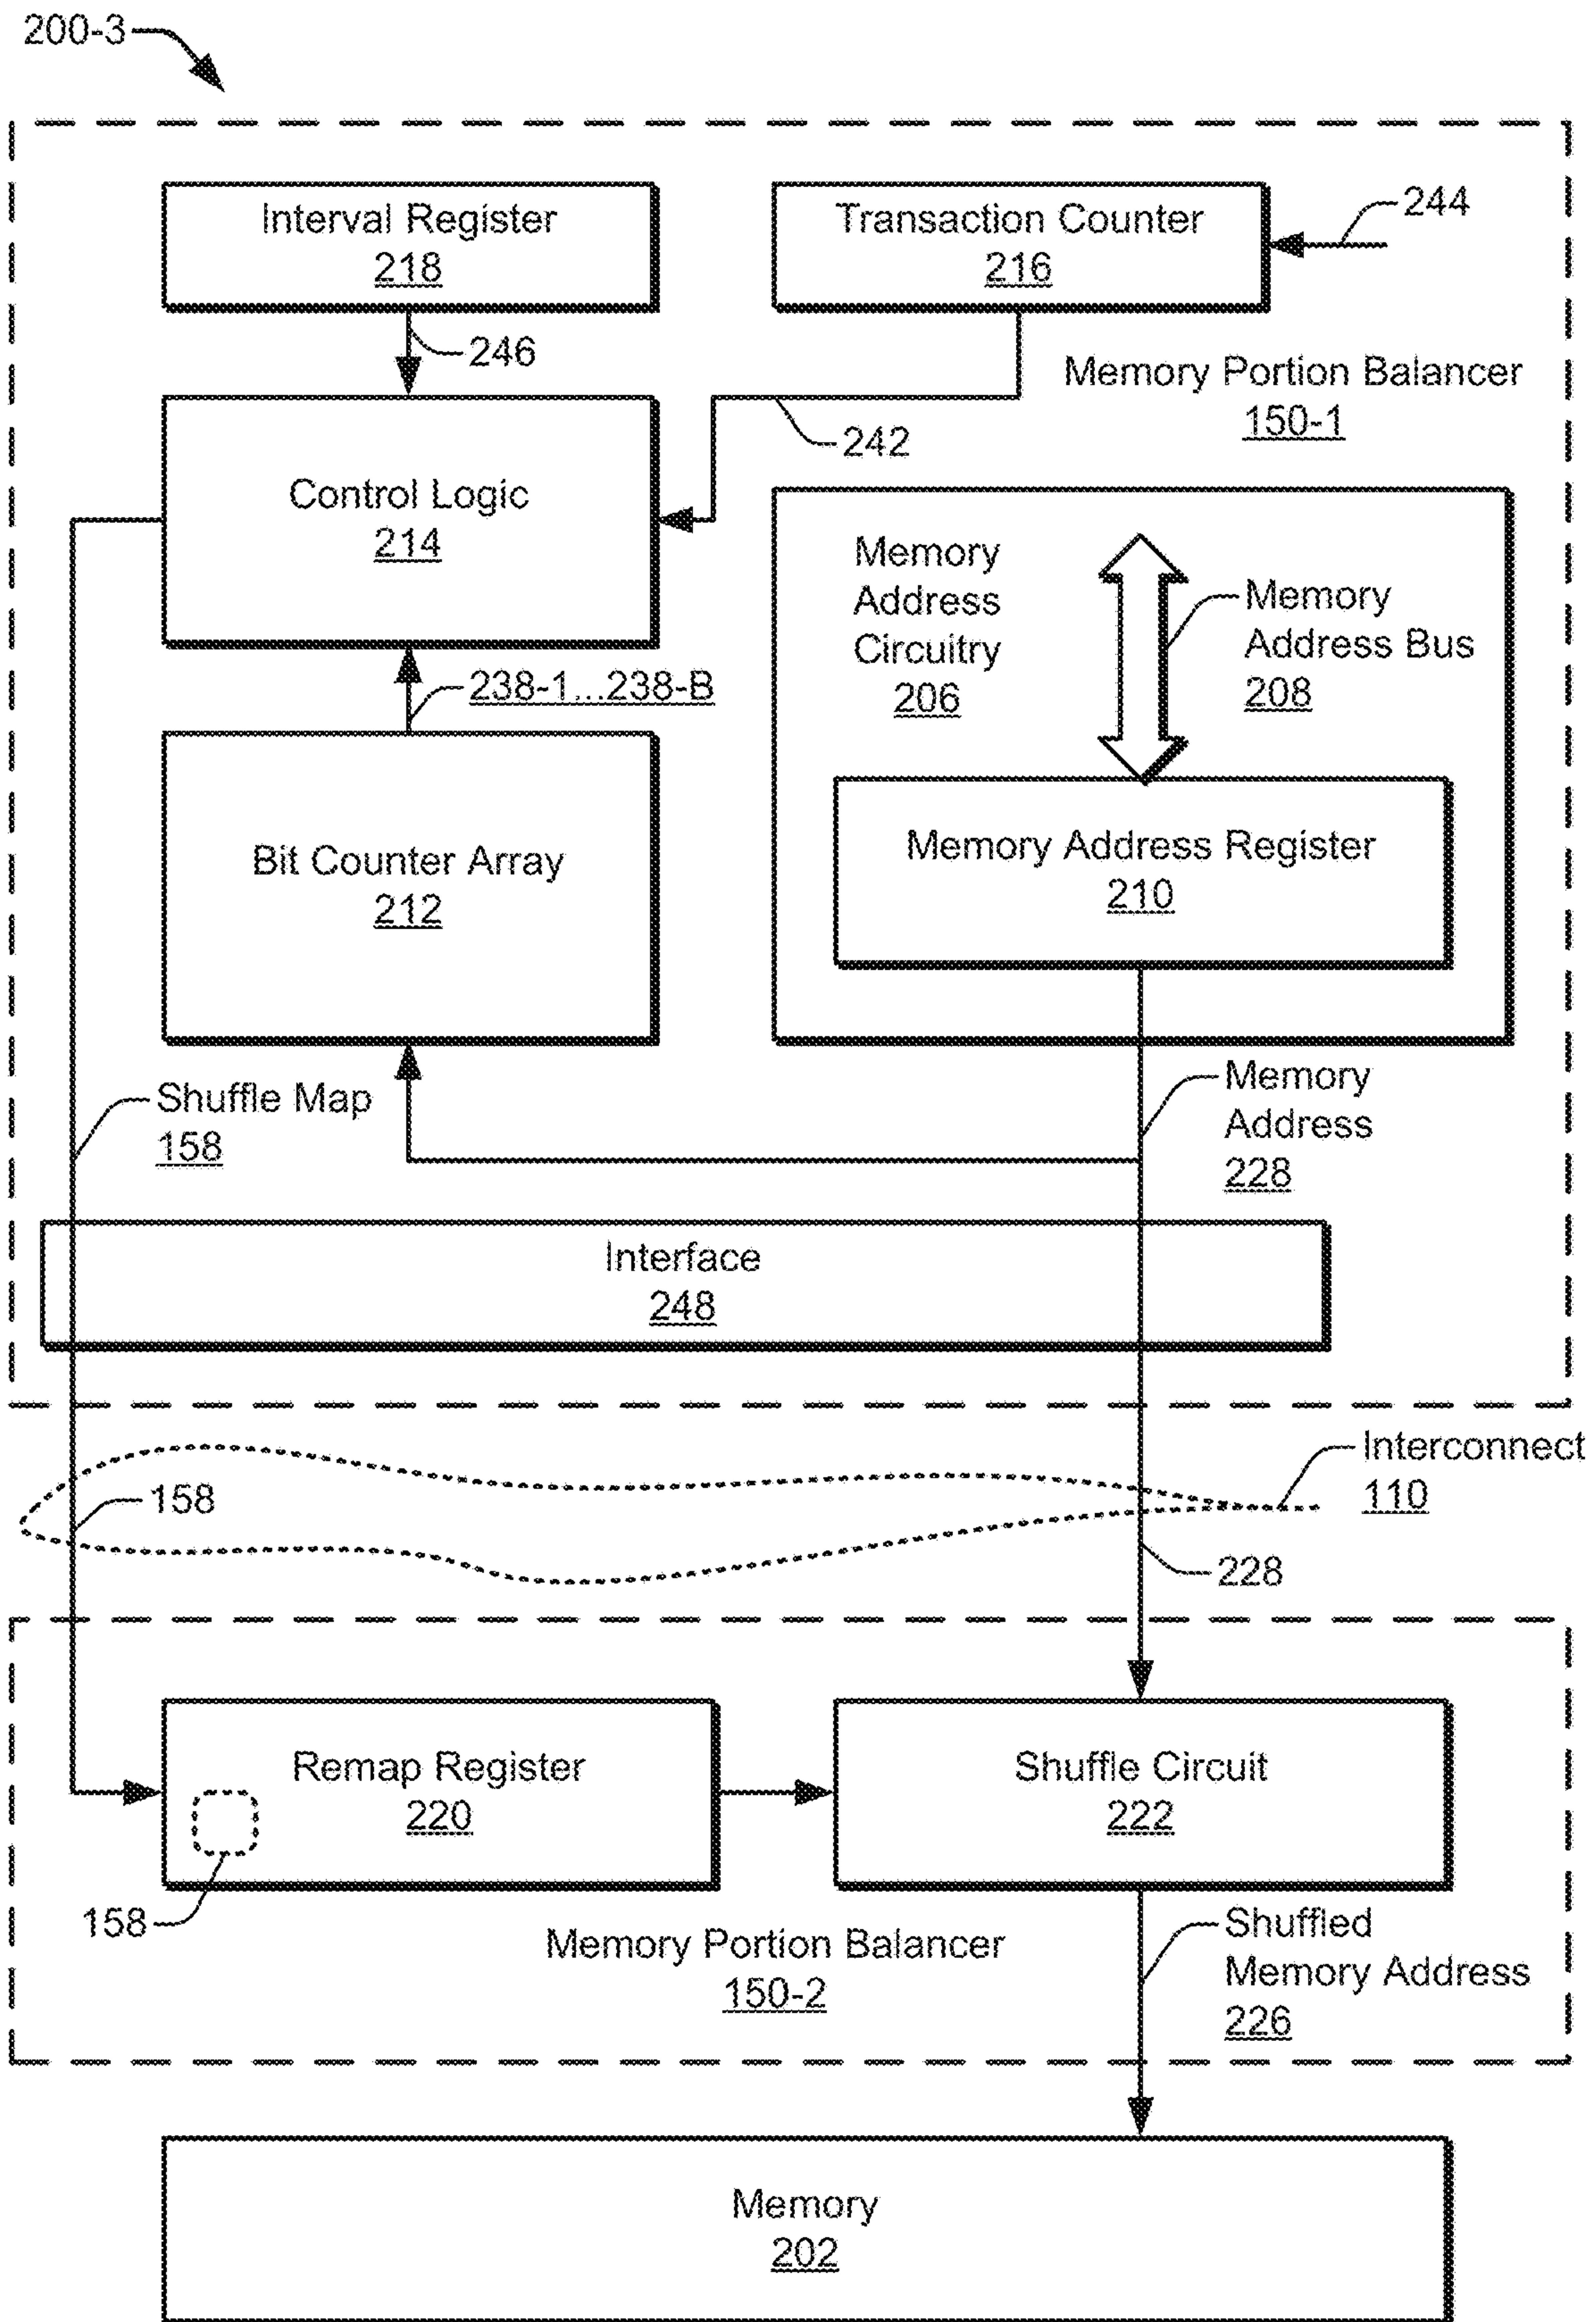 200-3
Interval Register
218
Transaction Counter
216
244
246
Memory Portion Balancer
150-1
242
Control Logic
214
Memory
Address
Circuitry
206
Memory
Address Bus
208
238-1...238-B
Bit Counter Array
212
Memory Address Register
210
Shuffle Map
158
Memory
Address
228
Interface
248
Interconnect
110
158
228
Remap Register
220
Shuffle Circuit
222
158
Memory Portion Balancer
150-2
Shuffled
Memory Address
226
Memory
202